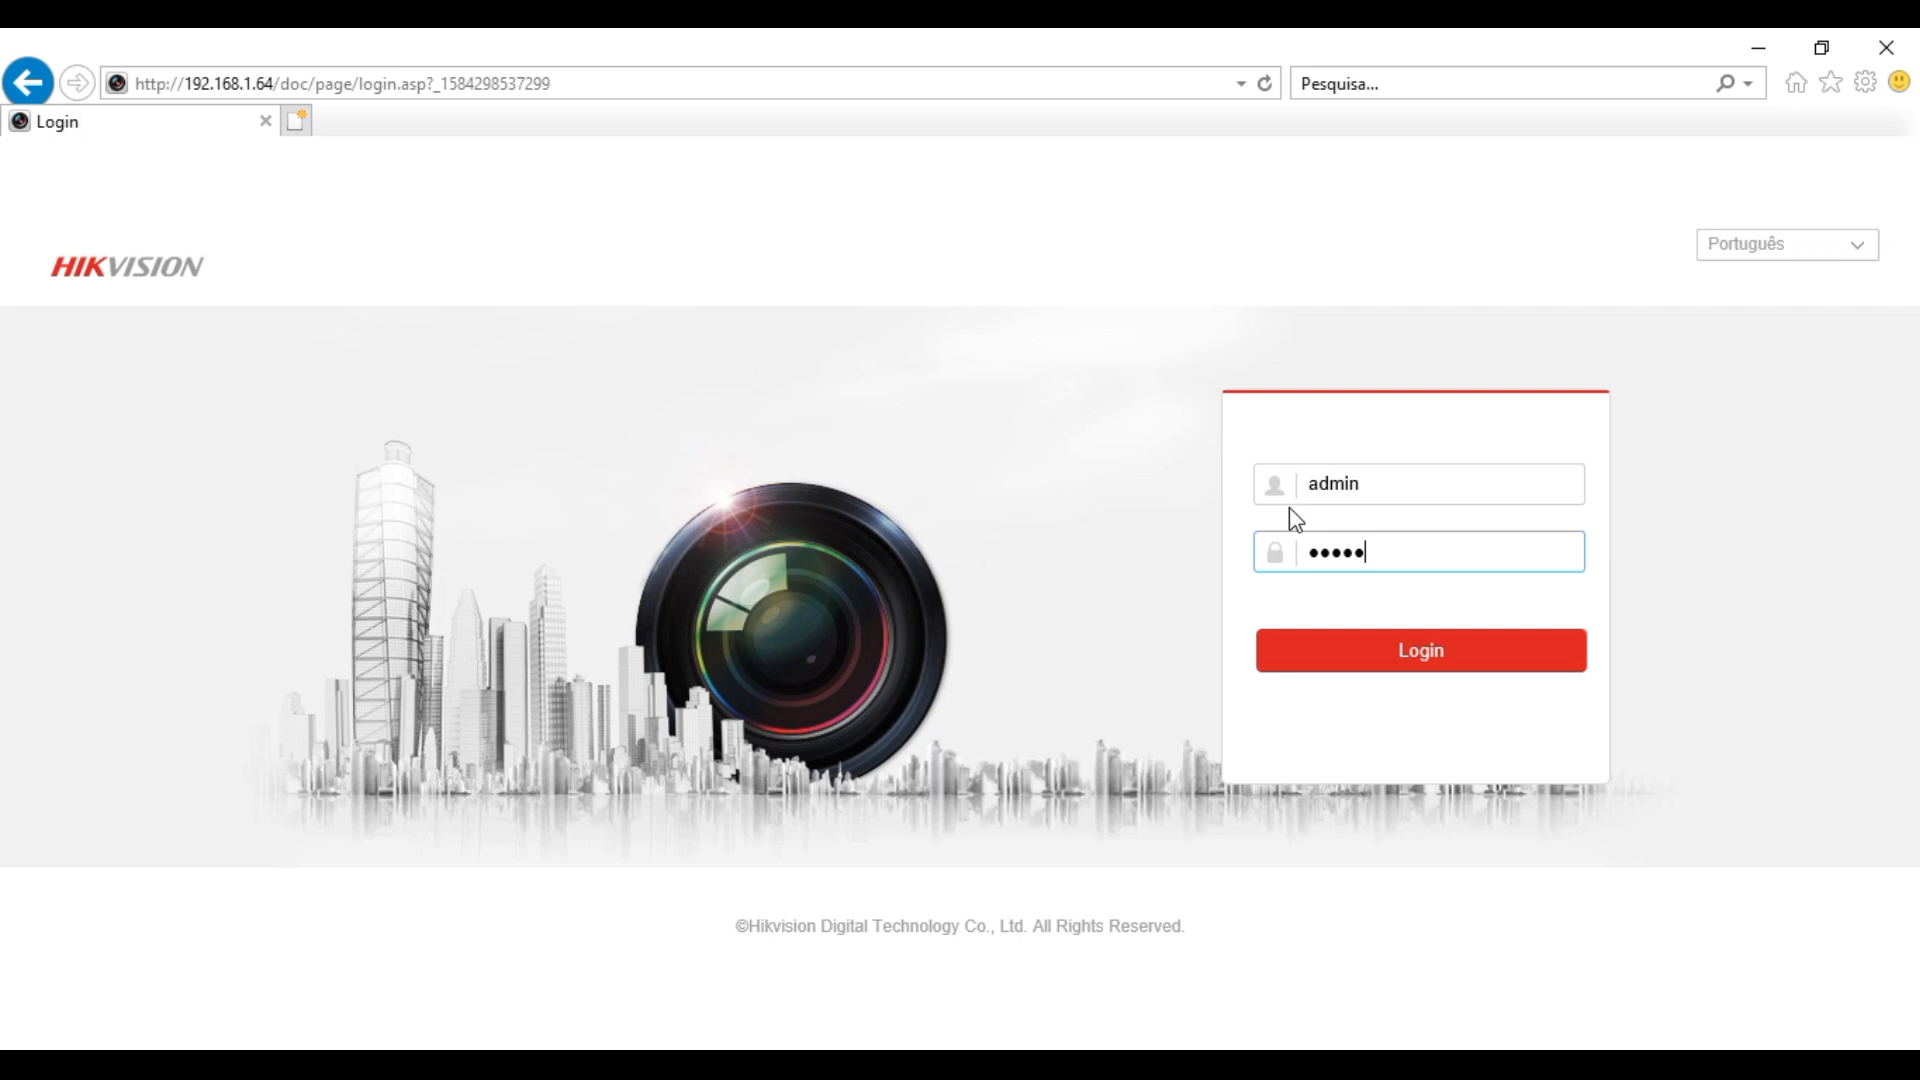 http://192.168.1.64/doc/page/login.asp?_1584298537299
Pesquisa...
Login
Português
HIKVISION
admin
•••••
Login
©Hikvision Digital Technology Co., Ltd. All Rights Reserved.